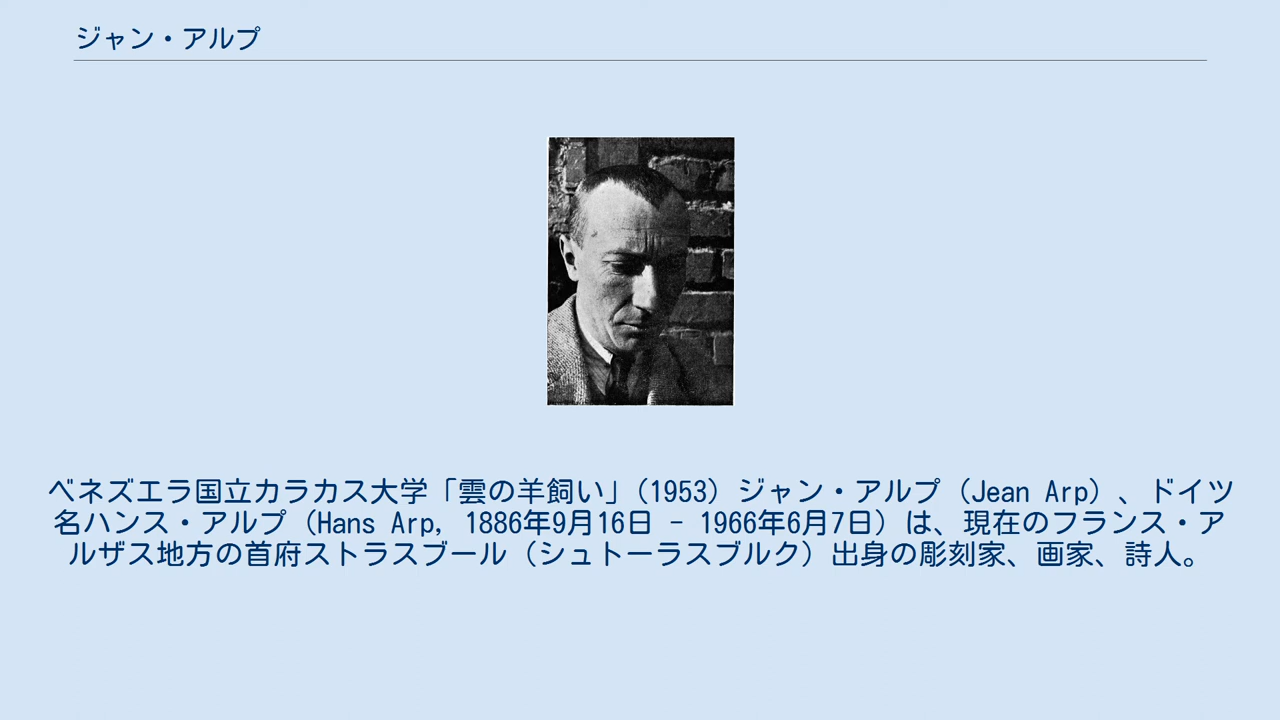 ジャン・アルプ
ベネズエラ国立カラカス大学「雲の羊飼い」(1953) ジャン・アルプ（Jean Arp）、ドイツ
名ハンス・アルプ（Hans Arp, 1886年9月16日 - 1966年6月7日）は、現在のフランス・ア
ルザス地方の首府ストラスブール（シュトーラスブルク）出身の彫刻家、画家、詩人。